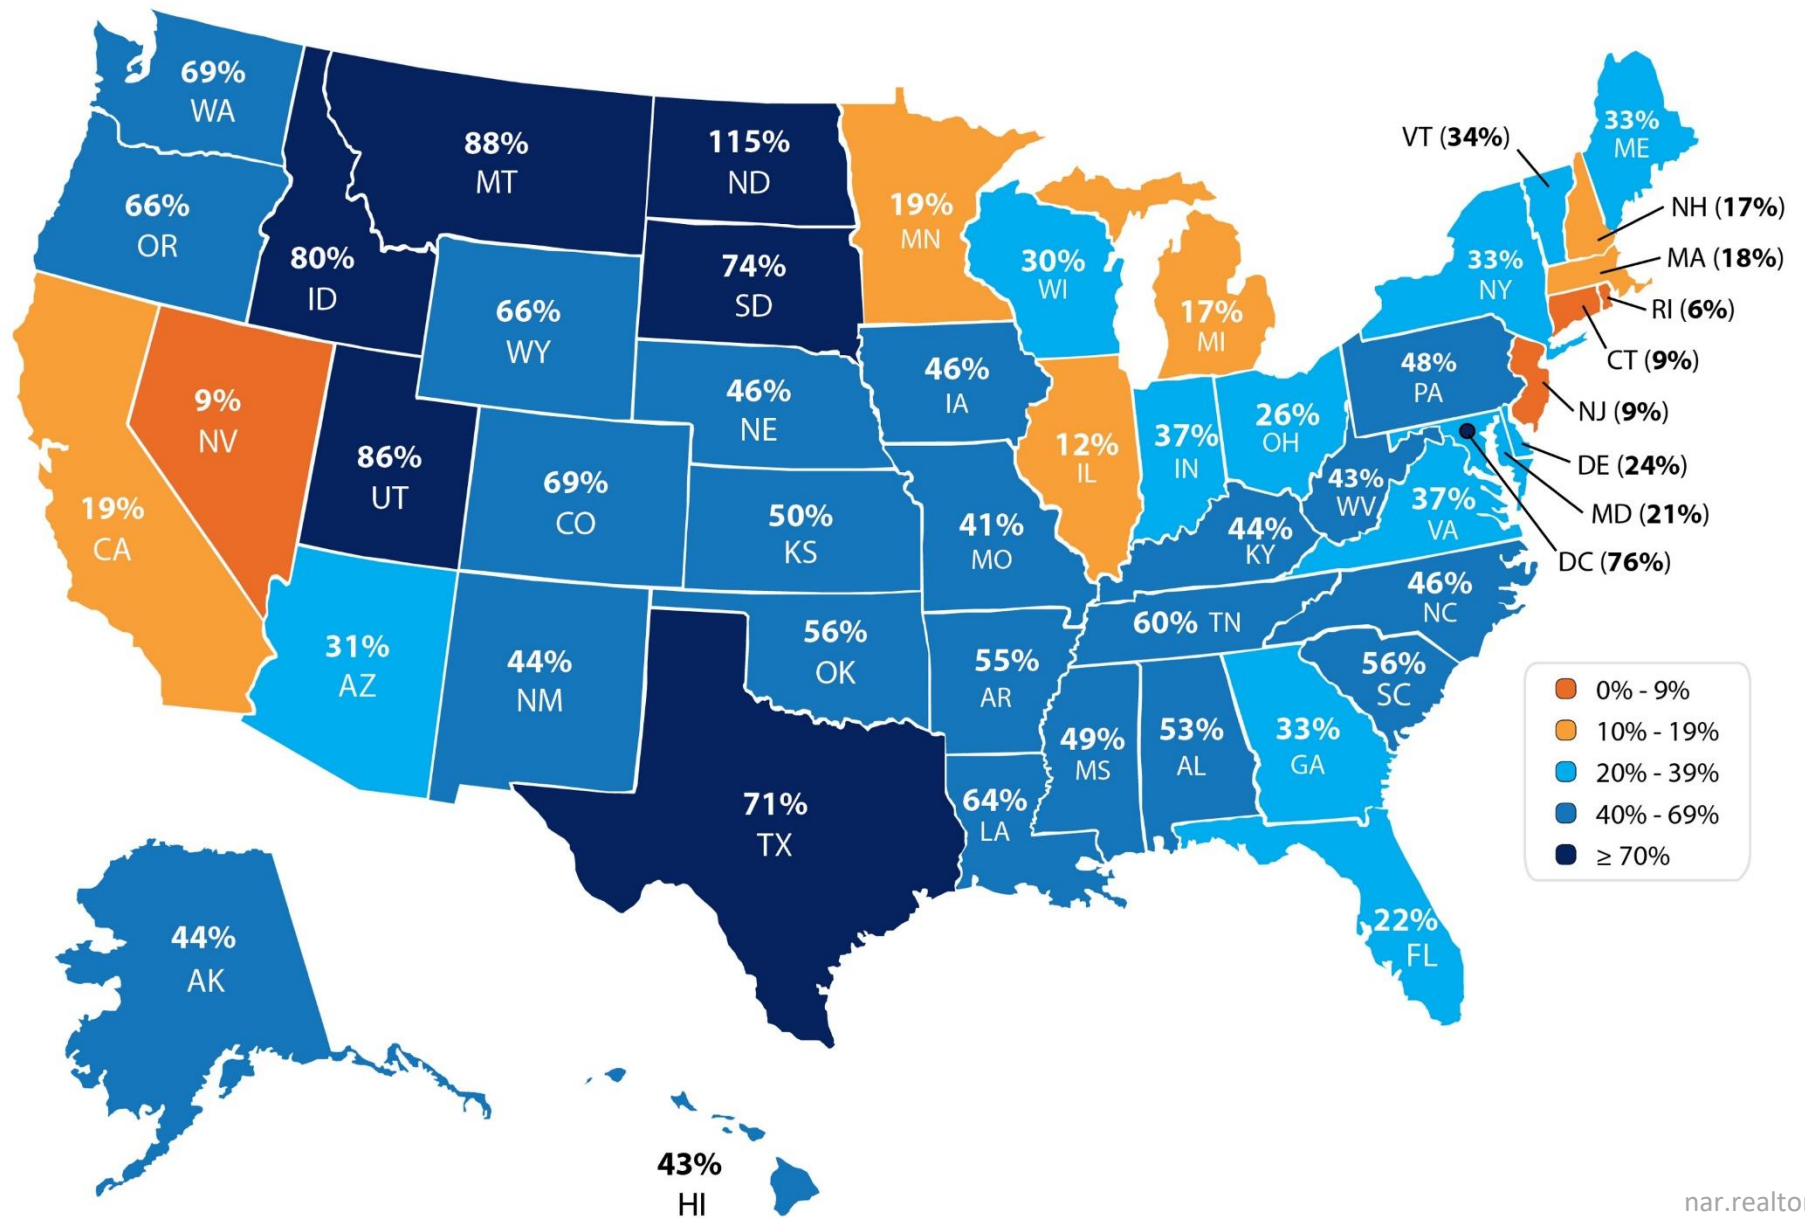 69%
WA
66%
OR
88%
MT
80%
ID
115%
ND
74%
SD
66%
WY
19%
MN
30%
WI
17%
MI
VT (34%)
33%
ME
NH (17%)
MA (18%)
RI (6%)
CT (9%)
NJ (9%)
DE (24%)
MD (21%)
DC (76%)
33%
NY
48%
PA
9%
NV
19%
CA
86%
UT
69%
CO
46%
NE
46%
IA
50%
KS
41%
MO
12%
IL
37%
IN
26%
OH
43%
WV
37%
VA
44%
KY
46%
NC
60% TN
56%
SC
31%
AZ
44%
NM
56%
OK
55%
AR
71%
TX
64%
LA
49%
MS
53%
AL
33%
GA
22%
FL
44%
AK
43%
HI
0% - 9%
10% - 19%
20% - 39%
40% - 69%
≥ 70%
nar.realtor